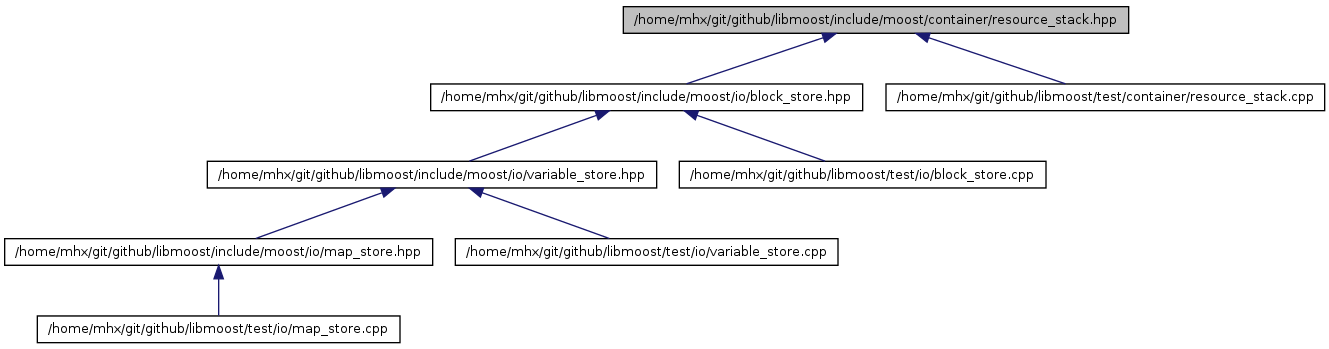 /home/mhx/git/github/libmoost/include/moost/container/resource_stack.hpp
/home/mhx/git/github/libmoost/include/moost/io/block_store.hpp
/home/mhx/git/github/libmoost/test/container/resource_stack.cpp
/home/mhx/git/github/libmoost/include/moost/io/variable_store.hpp
/home/mhx/git/github/libmoost/test/io/block_store.cpp
/home/mhx/git/github/libmoost/include/moost/io/map_store.hpp
/home/mhx/git/github/libmoost/test/io/variable_store.cpp
/home/mhx/git/github/libmoost/test/io/map_store.cpp